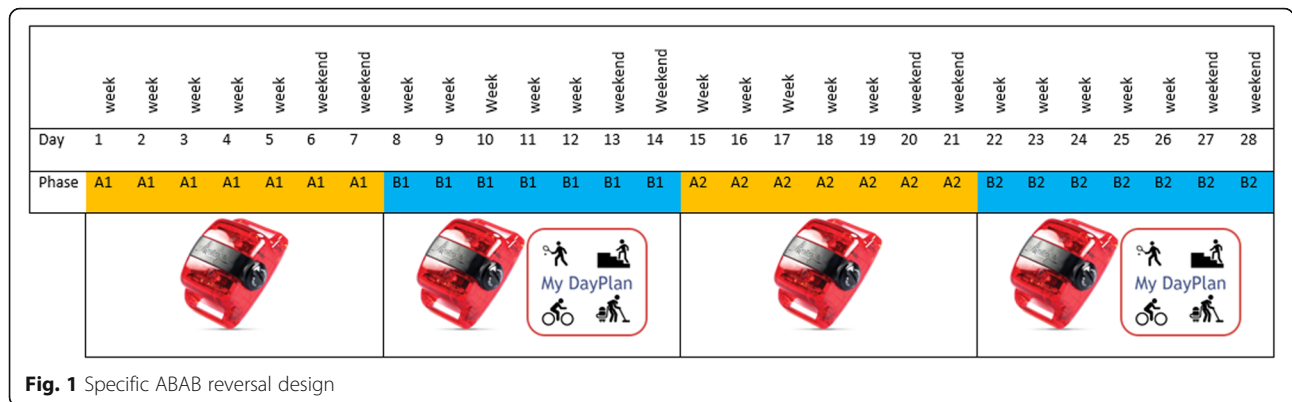 week week week week week weekend weekend week week Week week week weekend Weekend Week week Week week week weekend weekend week week week week week weekend weekend
Day 1 2 3 4 5 6 7 8 9 10 11 12 13 14 15 16 17 18 19 20 21 22 23 24 25 26 27 28
Phase A1 A1 A1 A1 A1 A1 A1 B1 B1 B1 B1 B1 B1 B1 A2 A2 A2 A2 A2 A2 A2 B2 B2 B2 B2 B2 B2 B2
My DayPlan My DayPlan
Fig. 1 Specific ABAB reversal design